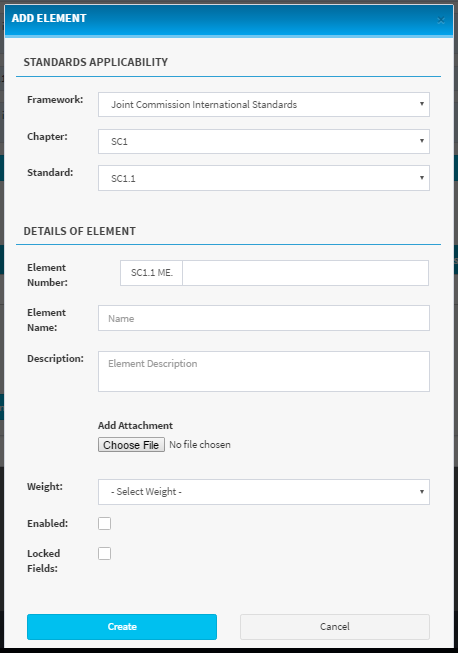 ADD ELEMENT
×
STANDARDS APPLICABILITY
Framework:
Joint Commission International Standards
Chapter:
SC1
Standard:
SC1.1
DETAILS OF ELEMENT
Element
Number:
SC1.1 ME.
Element
Name:
Name
Description:
Element Description
Add Attachment
Choose File No file chosen
Weight:
- Select Weight -
Enabled:
Locked
Fields:
Create
Cancel